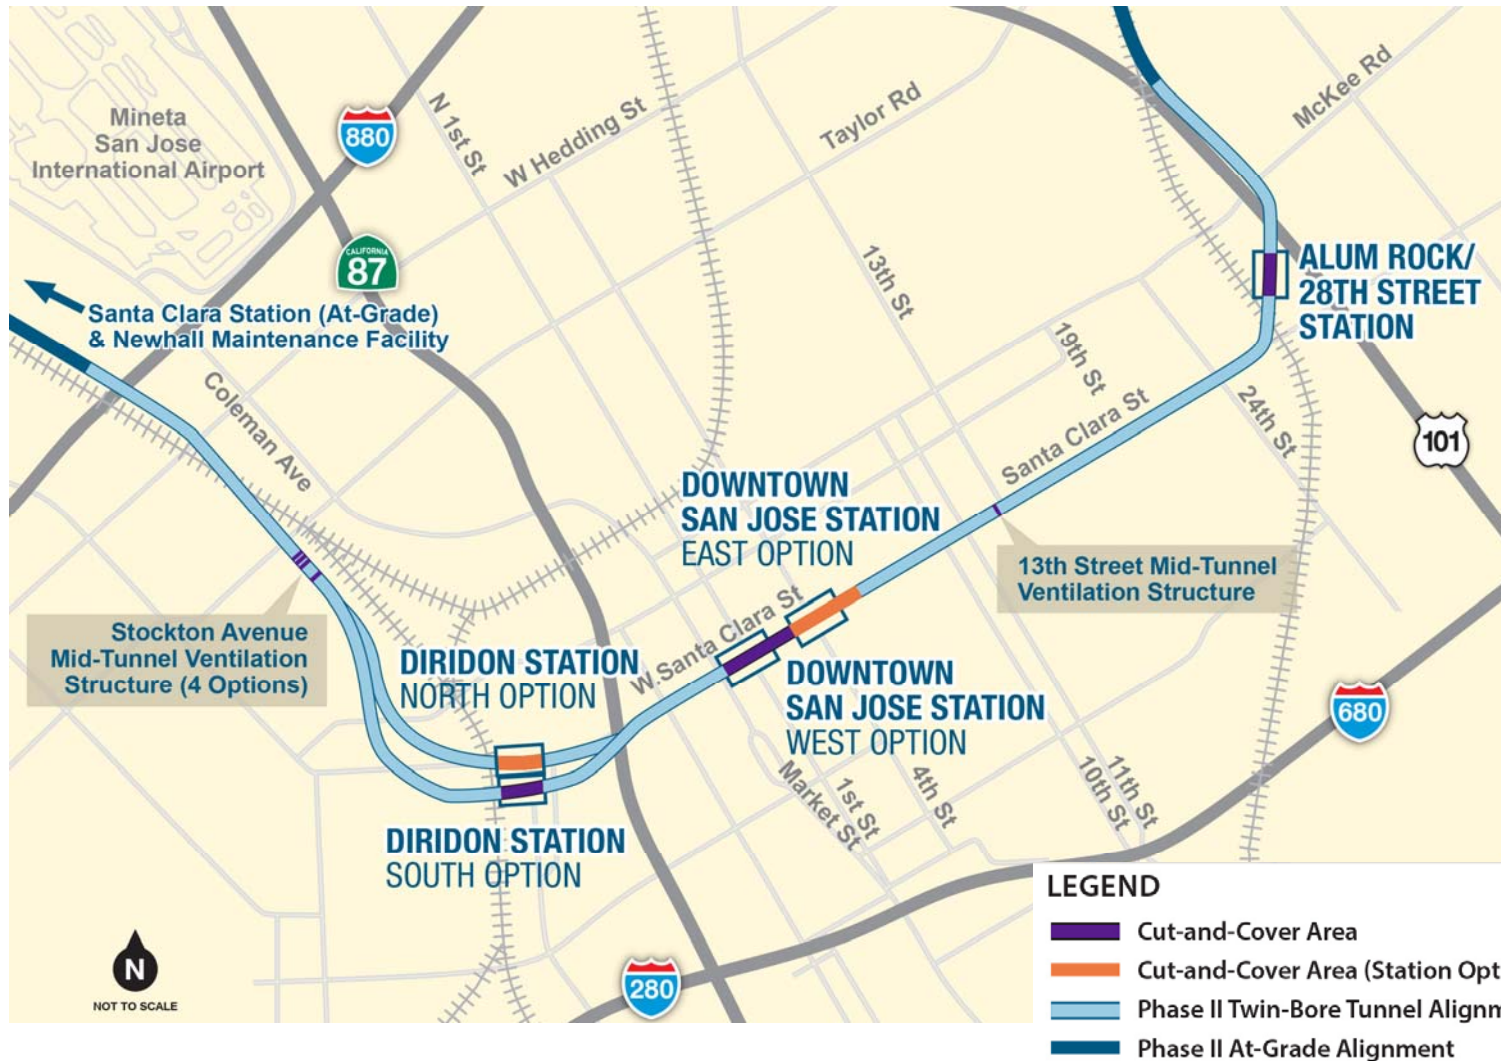 Mineta
San Jose
International Airport
880
N 1st St
W Hedding St
Taylor Rd
McKee Rd
CALIFORNIA
87
13th St
ALUM ROCK/
28TH STREET
STATION
Santa Clara Station (At-Grade)
& Newhall Maintenance Facility
Coleman Ave
19th St
Santa Clara St
24th St
101
DOWNTOWN
SAN JOSE STATION
EAST OPTION
13th Street Mid-Tunnel
Ventilation Structure
Stockton Avenue
Mid-Tunnel Ventilation
Structure (4 Options)
DIRIDON STATION
NORTH OPTION
W. Santa Clara St
DOWNTOWN
SAN JOSE STATION
WEST OPTION
680
Market St
1st St
4th St
10th St
11th St
DIRIDON STATION
SOUTH OPTION
N
NOT TO SCALE
280
LEGEND
Cut-and-Cover Area
Cut-and-Cover Area (Station Opt
Phase II Twin-Bore Tunnel Alignm
Phase II At-Grade Alignment